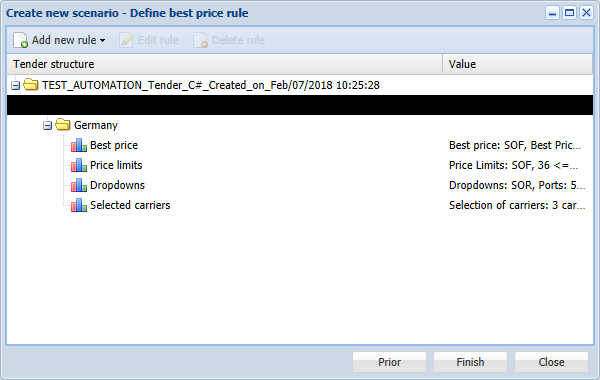 Create new scenario - Define best price rule
Add new rule Edit rule Delete rule
Tender structure Value
TEST_AUTOMATION_Tender_C#_Created_on_Feb/07/2018 10:25:28
Germany
Best price Best price: SOF, Best Pric...
Price limits Price Limits: SOF, 36 <=...
Dropdowns Dropdowns: SOR, Ports: 5...
Selected carriers Selection of carriers: 3 car...
Prior Finish Close